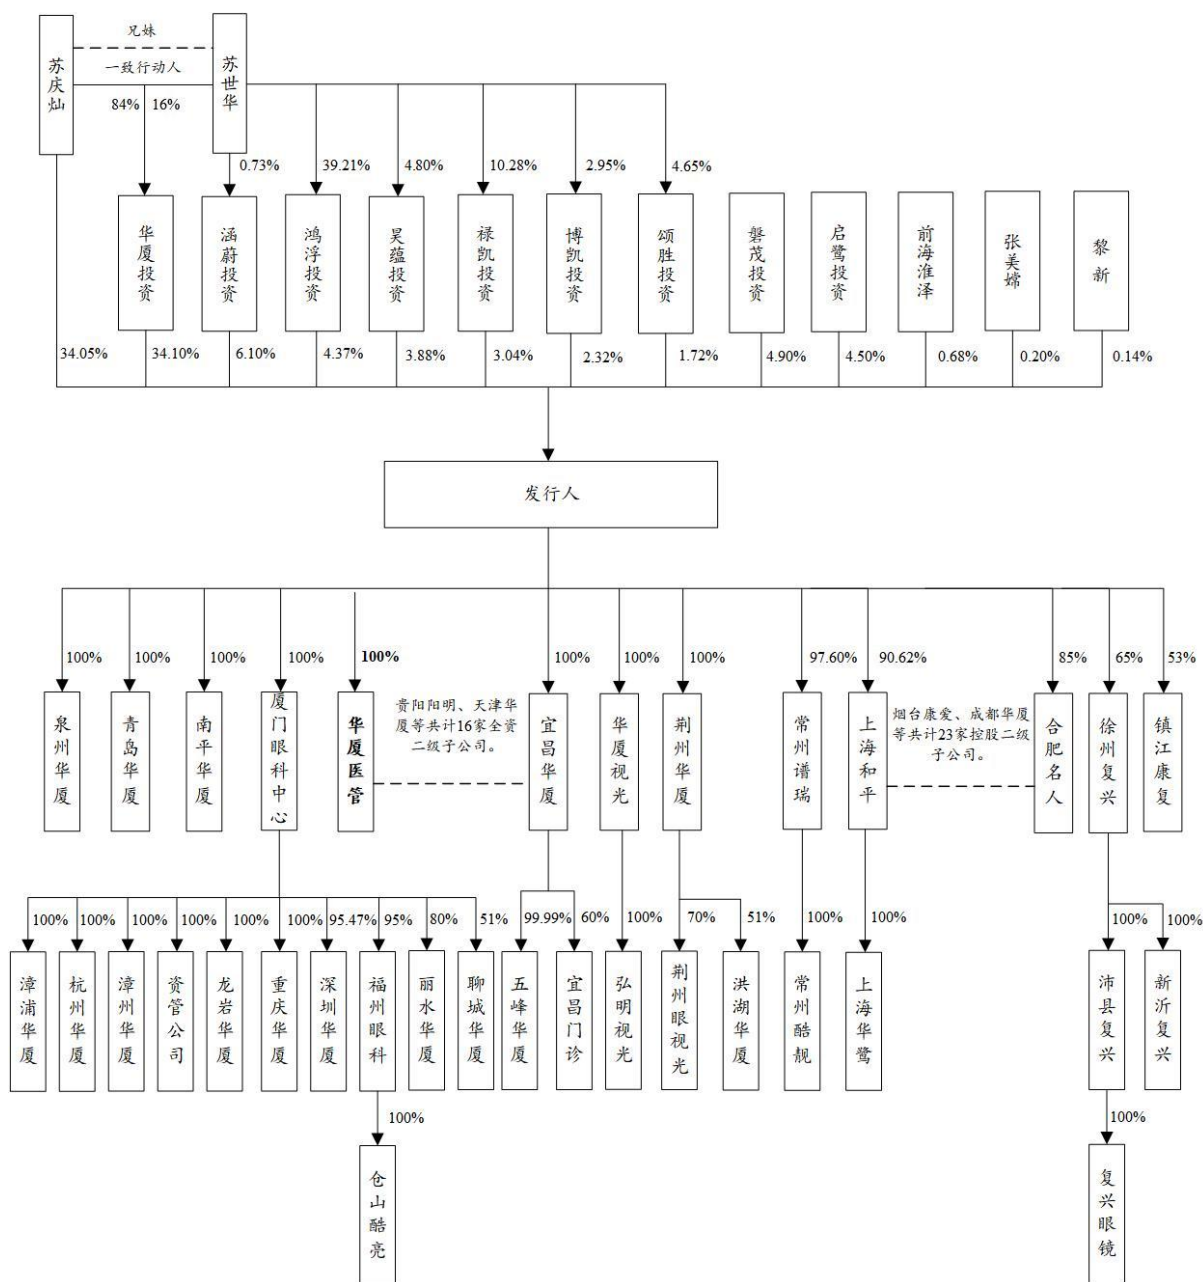 兄妹
苏庆灿
苏世华
一致行动人
84%
16%
0.73%
39.21%
4.80%
10.28%
2.95%
4.65%
华厦投资
涵蔚投资
鸿浮投资
昊蕴投资
禄凯投资
博凯投资
颂胜投资
磐茂投资
启鹭投资
前海淮泽
张美嫦
黎新
34.05%
34.10%
6.10%
4.37%
3.88%
3.04%
2.32%
1.72%
4.90%
4.50%
0.68%
0.20%
0.14%
发行人
100%
100%
100%
100%
100%
100%
100%
100%
97.60%
90.62%
85%
65%
53%
泉州华厦
青岛华厦
南平华厦
厦门眼科中心
华厦医管
贵阳阳明、天津华
厦等共计16家全资
二级子公司。
宜昌华厦
华厦视光
荆州华厦
常州谱瑞
上海和平
烟台康爱、成都华厦
等共计23家控股二级
子公司。
合肥名人
徐州复兴
镇江康复
100%
100%
100%
100%
100%
100%
95.47%
95%
80%
51%
99.99%
60%
100%
70%
51%
100%
100%
100%
100%
漳浦华厦
杭州华厦
漳州华厦
资管公司
龙岩华厦
重庆华厦
深圳华厦
福州眼科
丽水华厦
聊城华厦
五峰华厦
宜昌门诊
弘明视光
荆州眼视光
洪湖华厦
常州酷靓
上海华鹭
沛县复兴
新沂复兴
100%
100%
仓山酷亮
复兴眼镜